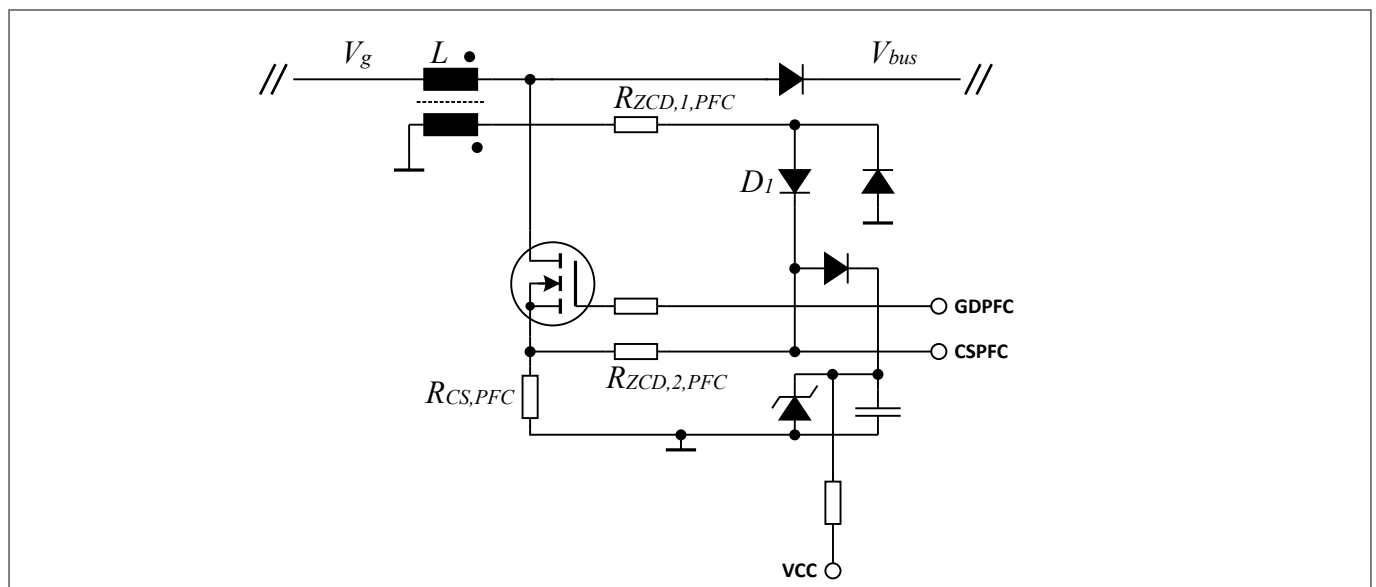 Vg
L
Vbus
RZCD,1,PFC
D1
GDPFC
CSPFC
RZCD,2,PFC
RCS,PFC
VCC